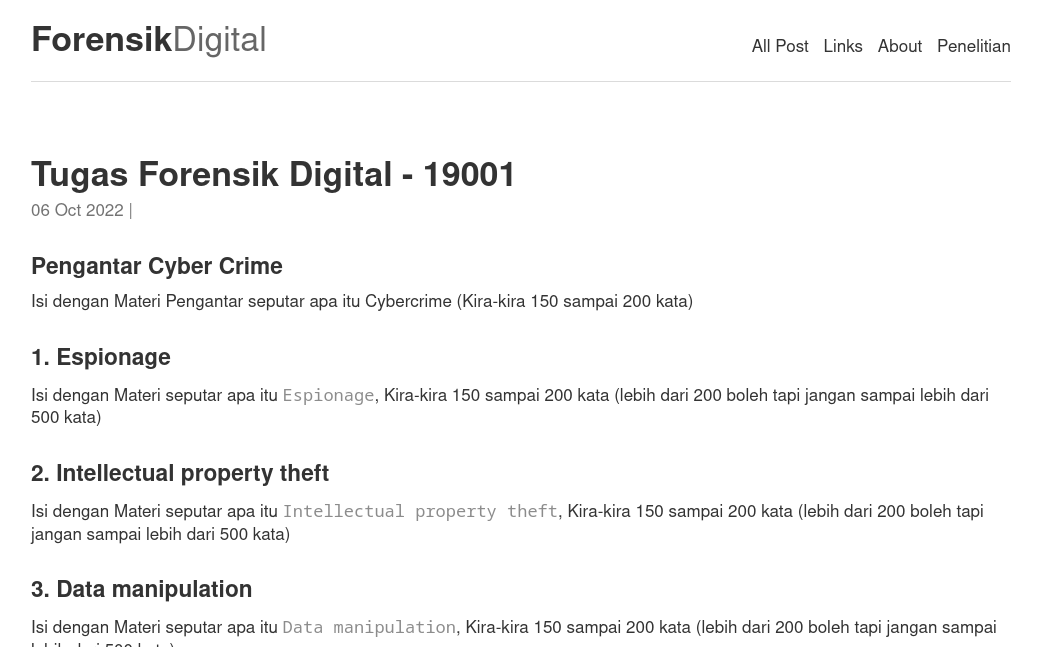 ForensikDigital
All Post Links About Penelitian
Tugas Forensik Digital - 19001
06 Oct 2022 |
Pengantar Cyber Crime
Isi dengan Materi Pengantar seputar apa itu Cybercrime (Kira-kira 150 sampai 200 kata)
1. Espionage
Isi dengan Materi seputar apa itu Espionage, Kira-kira 150 sampai 200 kata (lebih dari 200 boleh tapi jangan sampai lebih dari
500 kata)
2. Intellectual property theft
Isi dengan Materi seputar apa itu Intellectual property theft, Kira-kira 150 sampai 200 kata (lebih dari 200 boleh tapi
jangan sampai lebih dari 500 kata)
3. Data manipulation
Isi dengan Materi seputar apa itu Data manipulation, Kira-kira 150 sampai 200 kata (lebih dari 200 boleh tapi jangan sampai
lebih dari 500 kata)